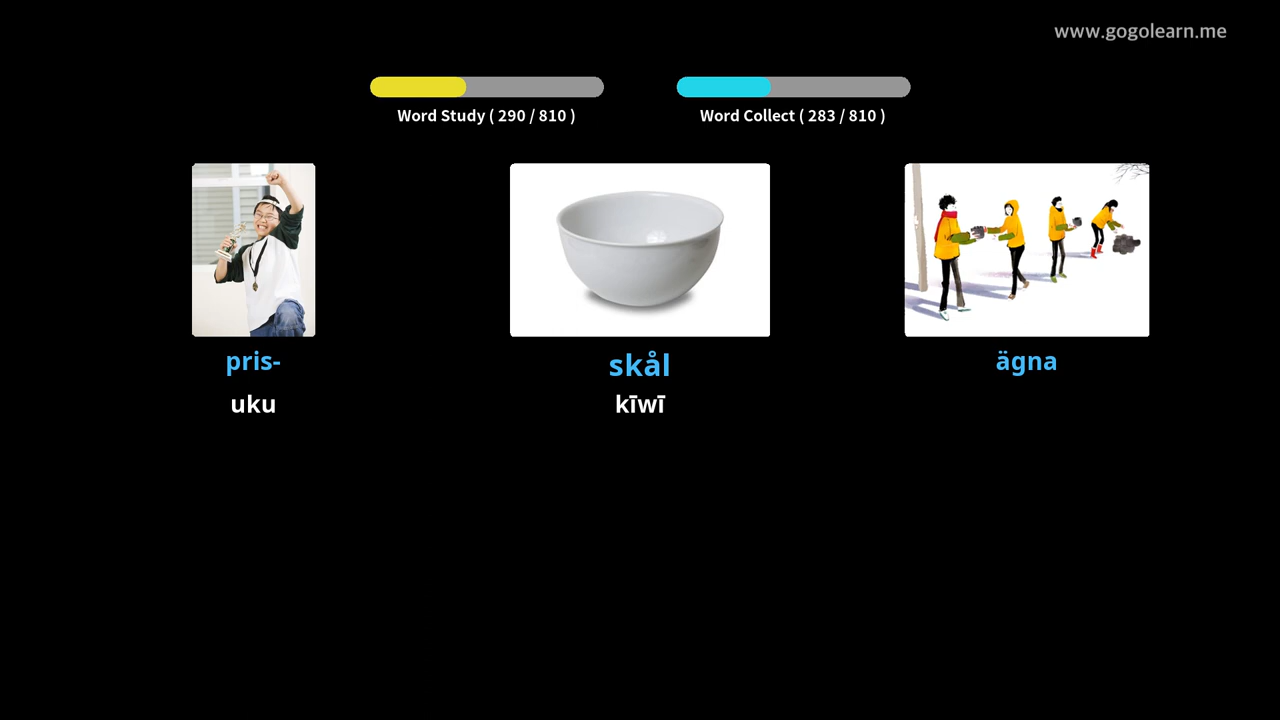 www.gogolearn.me
Word Study ( 290 / 810 )
Word Collect ( 283 / 810 )
pris-
uku
skål
kīwī
ägna